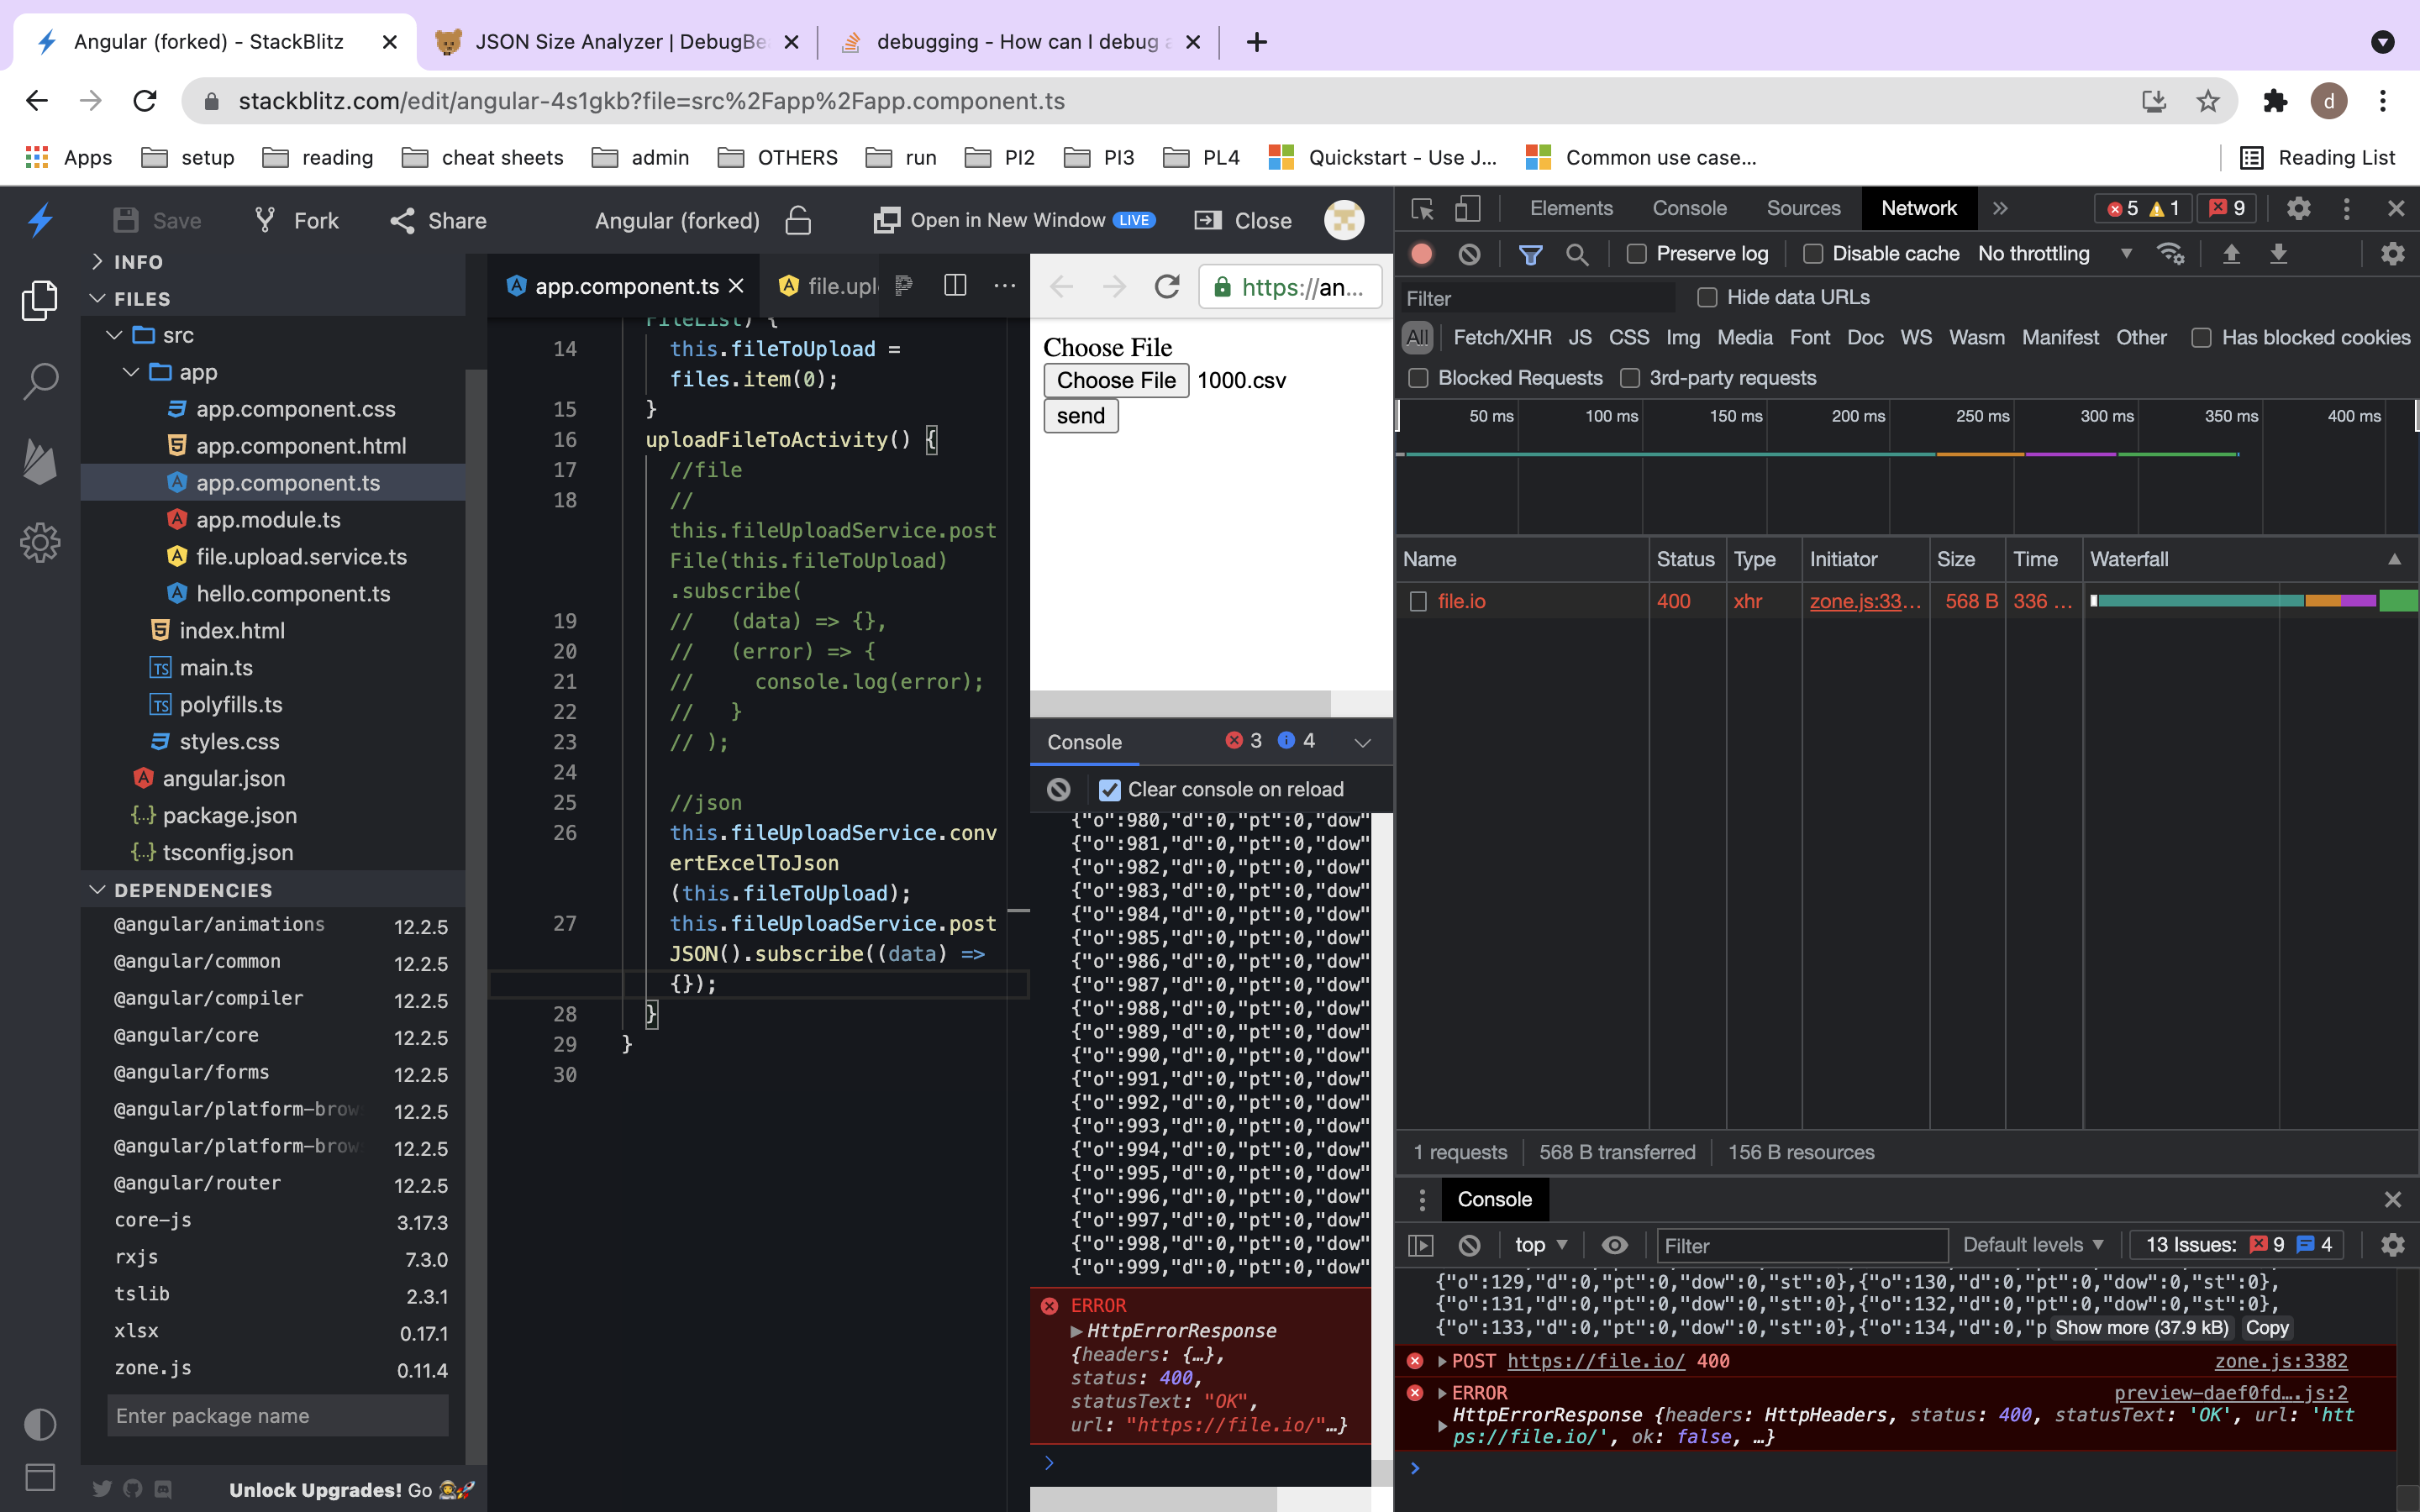 Angular (forked) - StackBlitz
JSON Size Analyzer | DebugBe
debugging - How can I debug a
stackblitz.com/edit/angular-4s1gkb?file=src%2Fapp%2Fapp.component.ts
d
Apps
setup
reading
cheat sheets
admin
OTHERS
run
PI2
PI3
PL4
Quickstart - Use J...
Common use case...
Reading List
Save
Fork
Share
Angular (forked)
Open in New Window LIVE
Close
INFO
FILES
src
app
app.component.css
app.component.html
app.component.ts
app.module.ts
file.upload.service.ts
hello.component.ts
index.html
main.ts
polyfills.ts
styles.css
angular.json
package.json
tsconfig.json
DEPENDENCIES
@angular/animations 12.2.5
@angular/common 12.2.5
@angular/compiler 12.2.5
@angular/core 12.2.5
@angular/forms 12.2.5
@angular/platform-brow 12.2.5
@angular/platform-brow 12.2.5
@angular/router 12.2.5
core-js 3.17.3
rxjs 7.3.0
tslib 2.3.1
xlsx 0.17.1
zone.js 0.11.4
Enter package name
Unlock Upgrades! Go
app.component.ts
file.upl
FileList) {
14 this.fileToUpload =
files.item(0);
15 }
16 uploadFileToActivity() {
17 //file
18 //
this.fileUploadService.post
File(this.fileToUpload)
.subscribe(
19 // (data) => {},
20 // (error) => {
21 // console.log(error);
22 // }
23 // );
24
25 //json
26 this.fileUploadService.conv
ertExcelToJson
(this.fileToUpload);
27 this.fileUploadService.post
JSON().subscribe((data) =>
{});
28 }
29 }
30
https://an...
Choose File
Choose File 1000.csv
send
Console 3 4
Clear console on reload
{"o":980,"d":0,"pt":0,"dow"
{"o":981,"d":0,"pt":0,"dow"
{"o":982,"d":0,"pt":0,"dow"
{"o":983,"d":0,"pt":0,"dow"
{"o":984,"d":0,"pt":0,"dow"
{"o":985,"d":0,"pt":0,"dow"
{"o":986,"d":0,"pt":0,"dow"
{"o":987,"d":0,"pt":0,"dow"
{"o":988,"d":0,"pt":0,"dow"
{"o":989,"d":0,"pt":0,"dow"
{"o":990,"d":0,"pt":0,"dow"
{"o":991,"d":0,"pt":0,"dow"
{"o":992,"d":0,"pt":0,"dow"
{"o":993,"d":0,"pt":0,"dow"
{"o":994,"d":0,"pt":0,"dow"
{"o":995,"d":0,"pt":0,"dow"
{"o":996,"d":0,"pt":0,"dow"
{"o":997,"d":0,"pt":0,"dow"
{"o":998,"d":0,"pt":0,"dow"
{"o":999,"d":0,"pt":0,"dow"
ERROR
HttpErrorResponse
{headers: {…},
status: 400,
statusText: "OK",
url: "https://file.io/"…}
Elements
Console
Sources
Network
5 1 9
Preserve log
Disable cache
No throttling
Filter
Hide data URLs
All Fetch/XHR JS CSS Img Media Font Doc WS Wasm Manifest Other Has blocked cookies
Blocked Requests 3rd-party requests
50 ms 100 ms 150 ms 200 ms 250 ms 300 ms 350 ms 400 ms
Name Status Type Initiator Size Time Waterfall
file.io 400 xhr zone.js:33... 568 B 336 ...
1 requests 568 B transferred 156 B resources
Console
top Filter Default levels 13 Issues: 9 4
{"o":129,"d":0,"pt":0,"dow":0,"st":0},{"o":130,"d":0,"pt":0,"dow":0,"st":0},
{"o":131,"d":0,"pt":0,"dow":0,"st":0},{"o":132,"d":0,"pt":0,"dow":0,"st":0},
{"o":133,"d":0,"pt":0,"dow":0,"st":0},{"o":134,"d":0,"p Show more (37.9 kB) Copy
POST https://file.io/ 400 zone.js:3382
ERROR preview-daef0fd….js:2
HttpErrorResponse {headers: HttpHeaders, status: 400, statusText: 'OK', url: 'htt
ps://file.io/', ok: false, …}